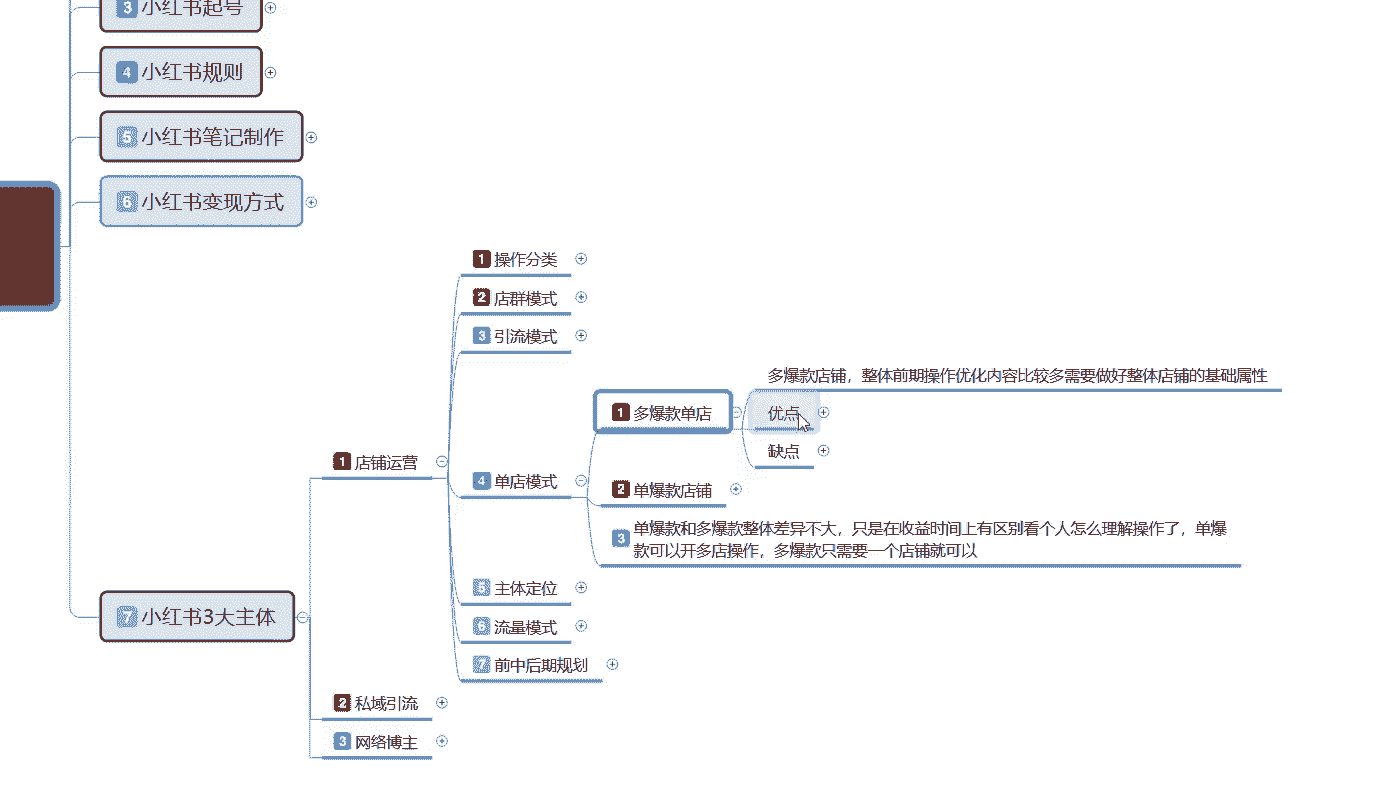 3 小红书起号
4 小红书规则
5 小红书笔记制作
6 小红书变现方式
7 小红书3大主体
1 店铺运营
1 操作分类
2 店群模式
3 引流模式
4 单店模式
1 多爆款单店
多爆款店铺，整体前期操作优化内容比较多需要做好整体店铺的基础属性
优点
缺点
2 单爆款店铺
3 单爆款和多爆款整体差异不大，只是在收益时间上有区别看个人怎么理解操作了，单爆
款可以开多店操作，多爆款只需要一个店铺就可以
5 主体定位
6 流量模式
7 前中后期规划
2 私域引流
3 网络博主